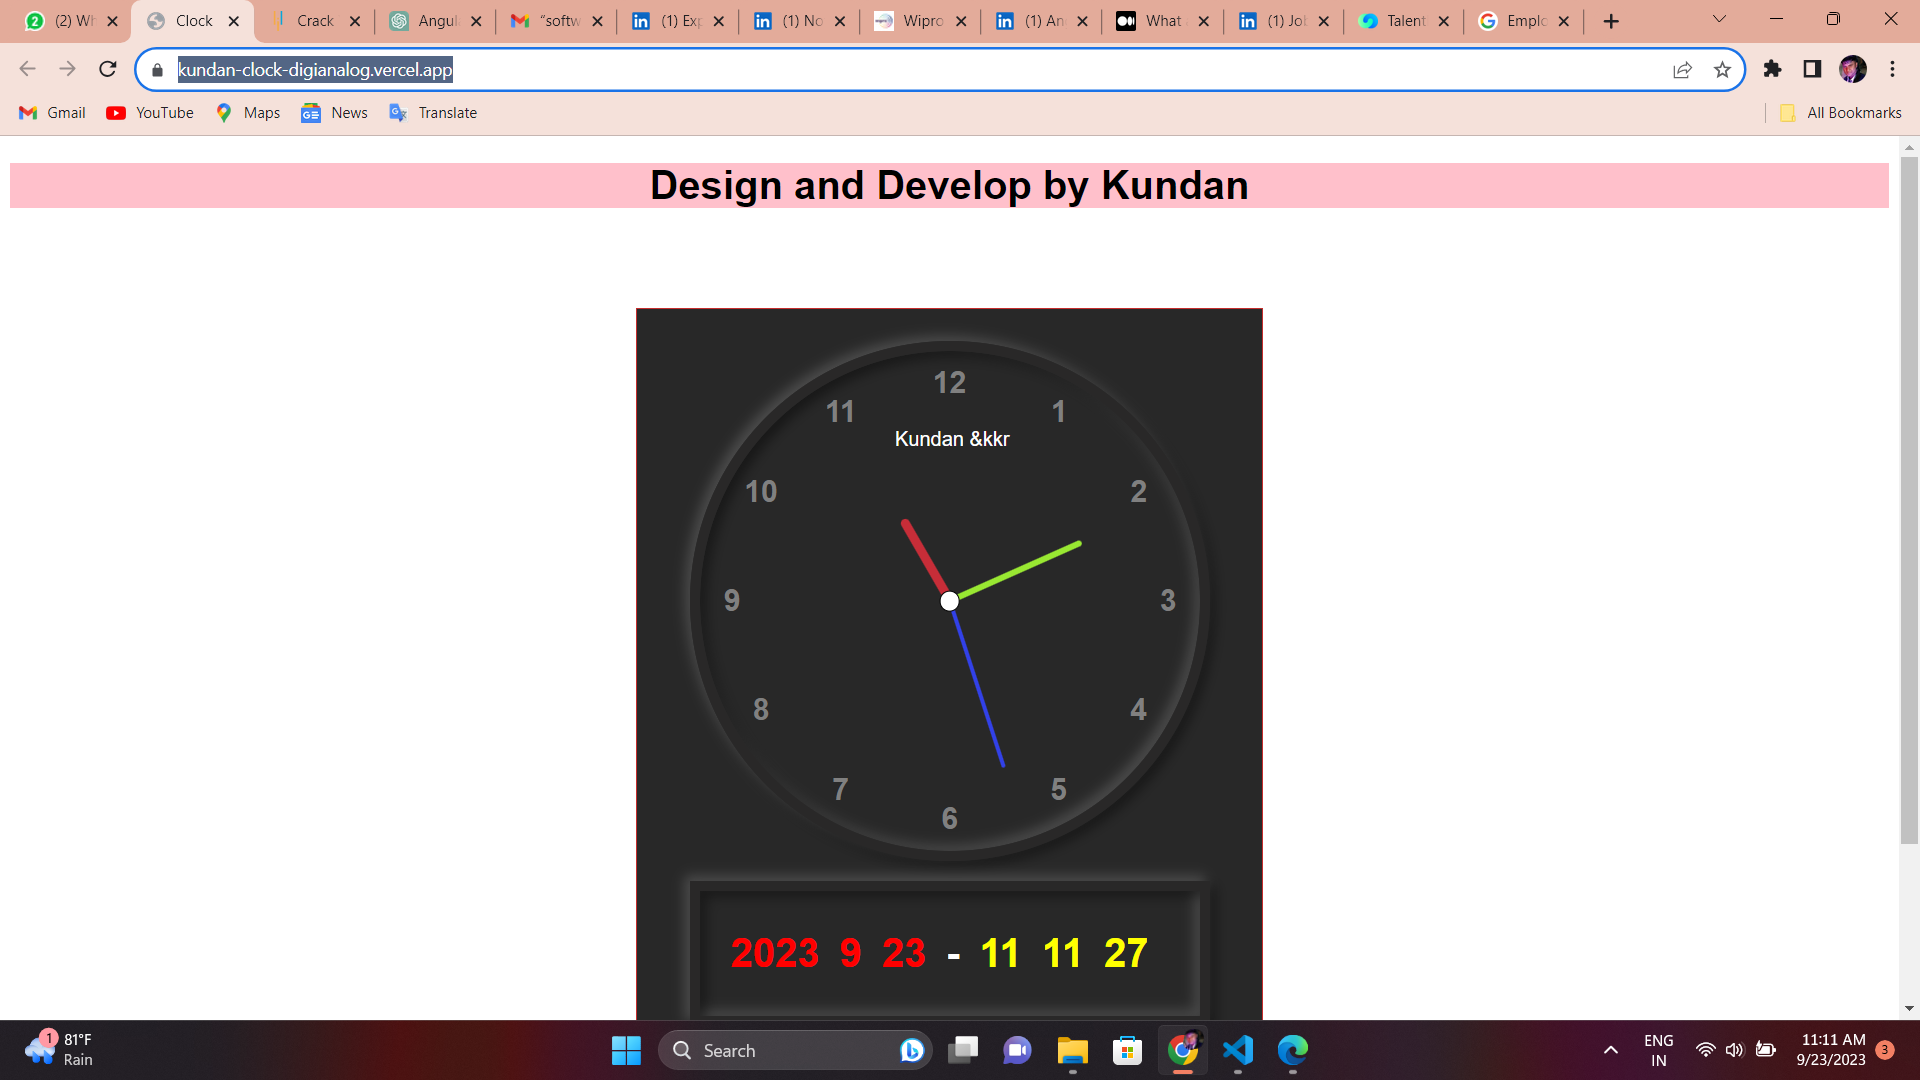 (2) Wh
Clock
Crack
Angul
“softw
(1) Exp
(1) No
Wipro
(1) An
What
(1) Jol
Talent
Emplo
kundan-clock-digianalog.vercel.app
Gmail
YouTube
Maps
News
Translate
All Bookmarks
Design and Develop by Kundan
12
11
1
Kundan &kkr
10
2
9
3
8
4
7
5
6
2023 9 23 - 11 11 27
1
81°F
Rain
Search
ENG
IN
11:11 AM
9/23/2023
3